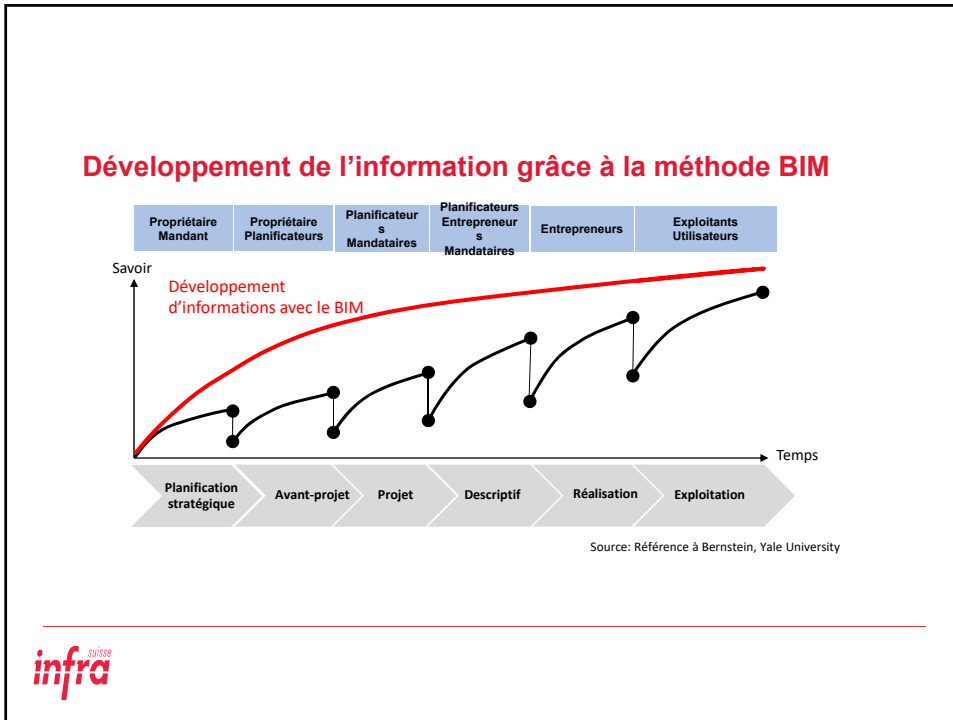 Développement de l’information grâce à la méthode BIM
Propriétaire
Mandant
Propriétaire
Planificateurs
Planificateur
s
Mandataires
Planificateurs
Entrepreneur
s
Mandataires
Entrepreneurs
Exploitants
Utilisateurs
Savoir
Développement
d’informations avec le BIM
Temps
Planification
stratégique
Avant-projet
Projet
Descriptif
Réalisation
Exploitation
Source: Référence à Bernstein, Yale University
suisse
infra